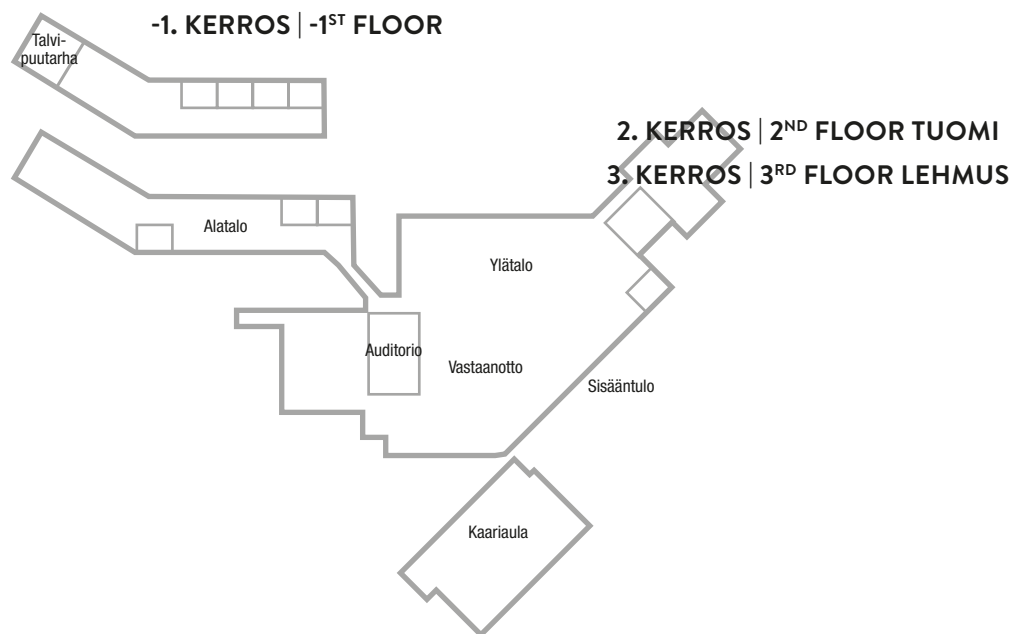 -1. KERROS | -1ST FLOOR
Talvi-
puutarha
2. KERROS | 2ND FLOOR TUOMI
3. KERROS | 3RD FLOOR LEHMUS
Alatalo
Ylätalo
Auditorio
Vastaanotto
Sisääntulo
Kaariaula